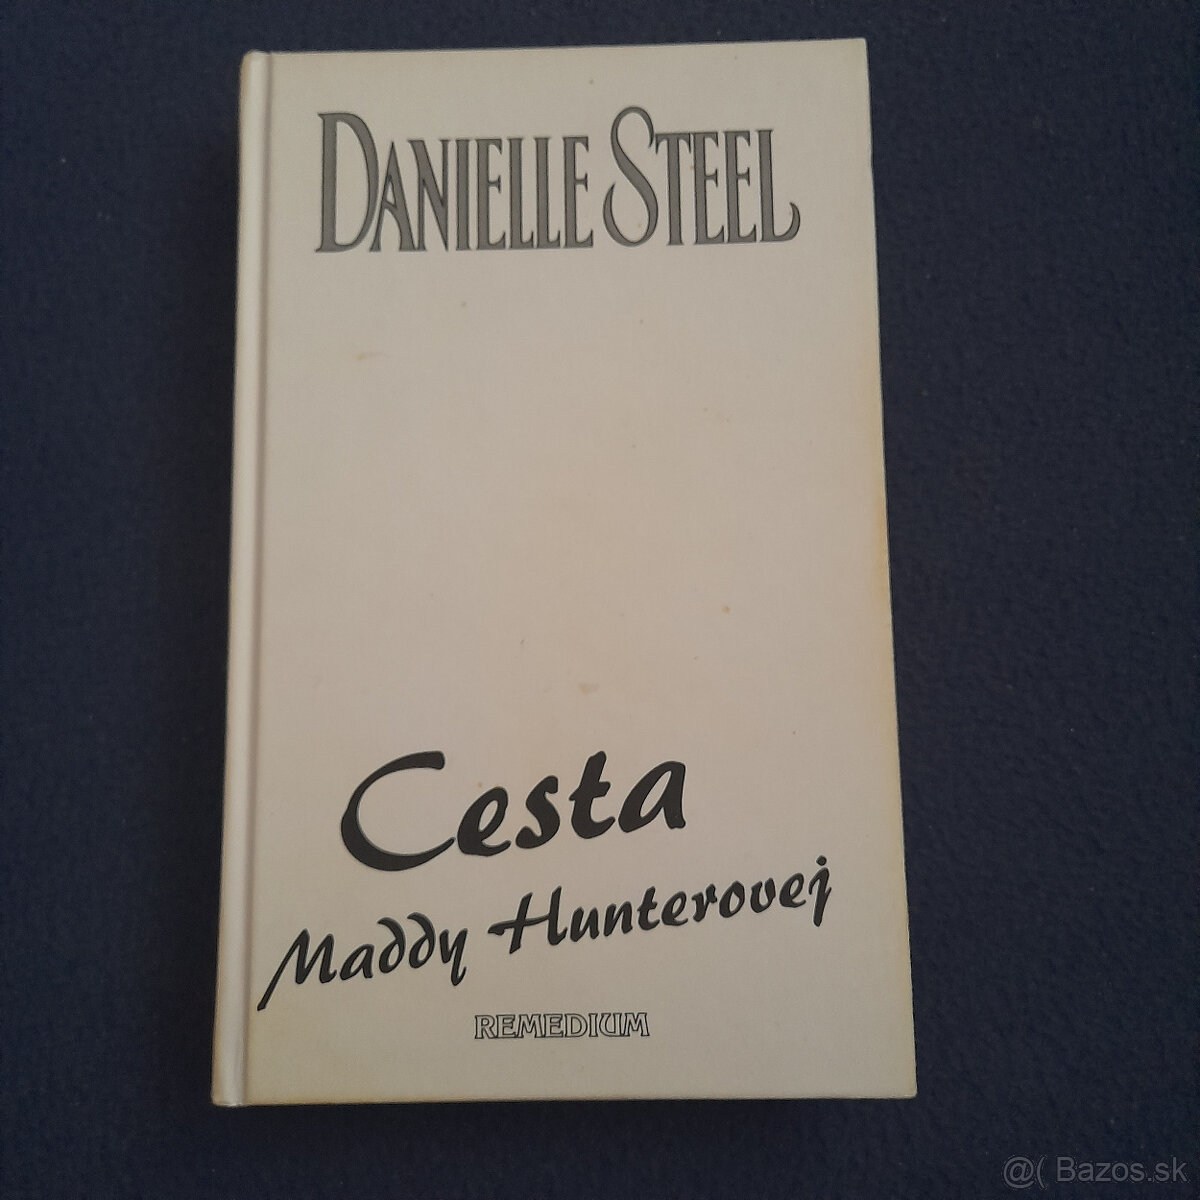 DANIELLE STEEL
Cesta
Maddy Hunterovej
REMEDIUM
@( Bazos.sk